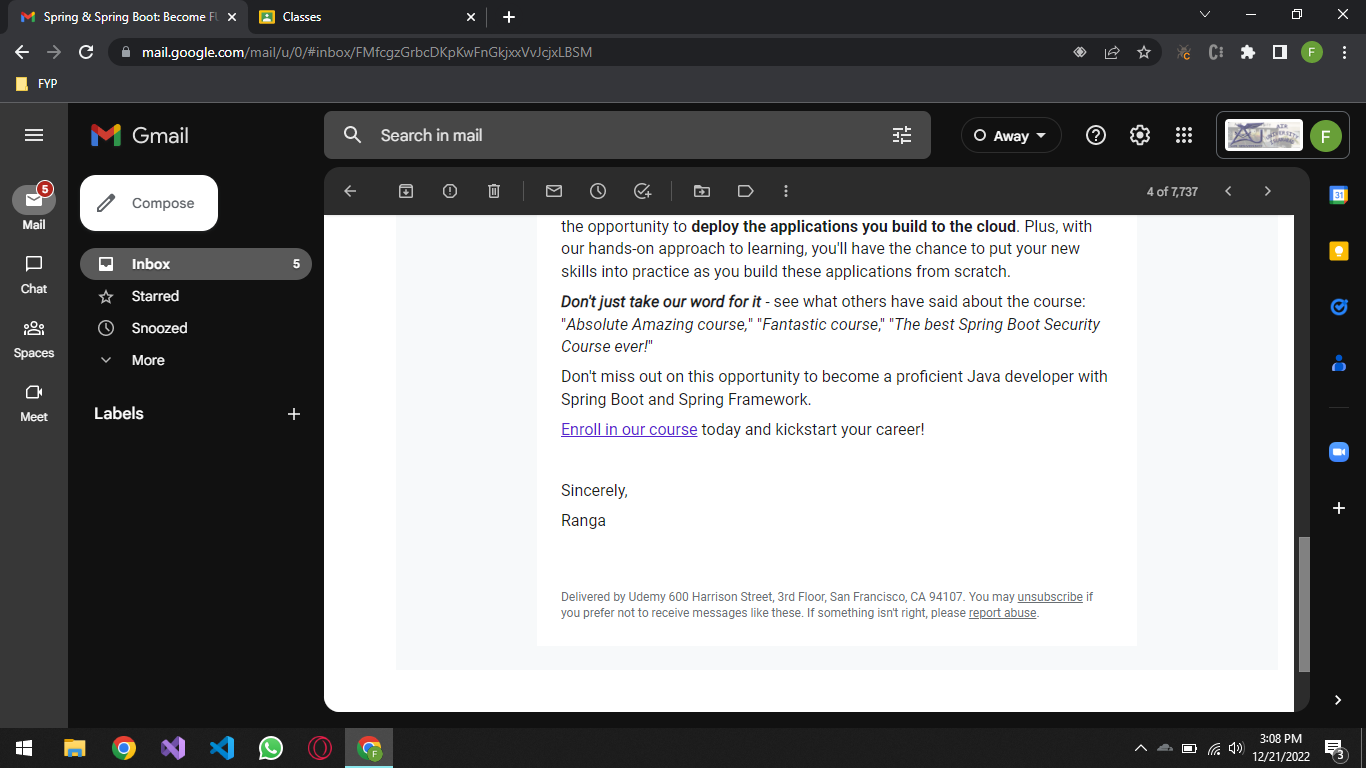 Spring & Spring Boot: Become Fu
Classes
mail.google.com/mail/u/0/#inbox/FMfcgzGrbcDKpKwFnGkjxxVvJcjxLBSM
F
FYP
Gmail
Search in mail
Away
F
5
Mail
Compose
4 of 7,737
31
Inbox 5
Chat
Starred
Snoozed
Spaces
More
Meet
Labels
the opportunity to deploy the applications you build to the cloud. Plus, with
our hands-on approach to learning, you'll have the chance to put your new
skills into practice as you build these applications from scratch.
Don't just take our word for it - see what others have said about the course:
"Absolute Amazing course," "Fantastic course," "The best Spring Boot Security
Course ever!"
Don't miss out on this opportunity to become a proficient Java developer with
Spring Boot and Spring Framework.
Enroll in our course today and kickstart your career!
Sincerely,
Ranga
Delivered by Udemy 600 Harrison Street, 3rd Floor, San Francisco, CA 94107. You may unsubscribe if
you prefer not to receive messages like these. If something isn't right, please report abuse.
F
3:08 PM
12/21/2022
3